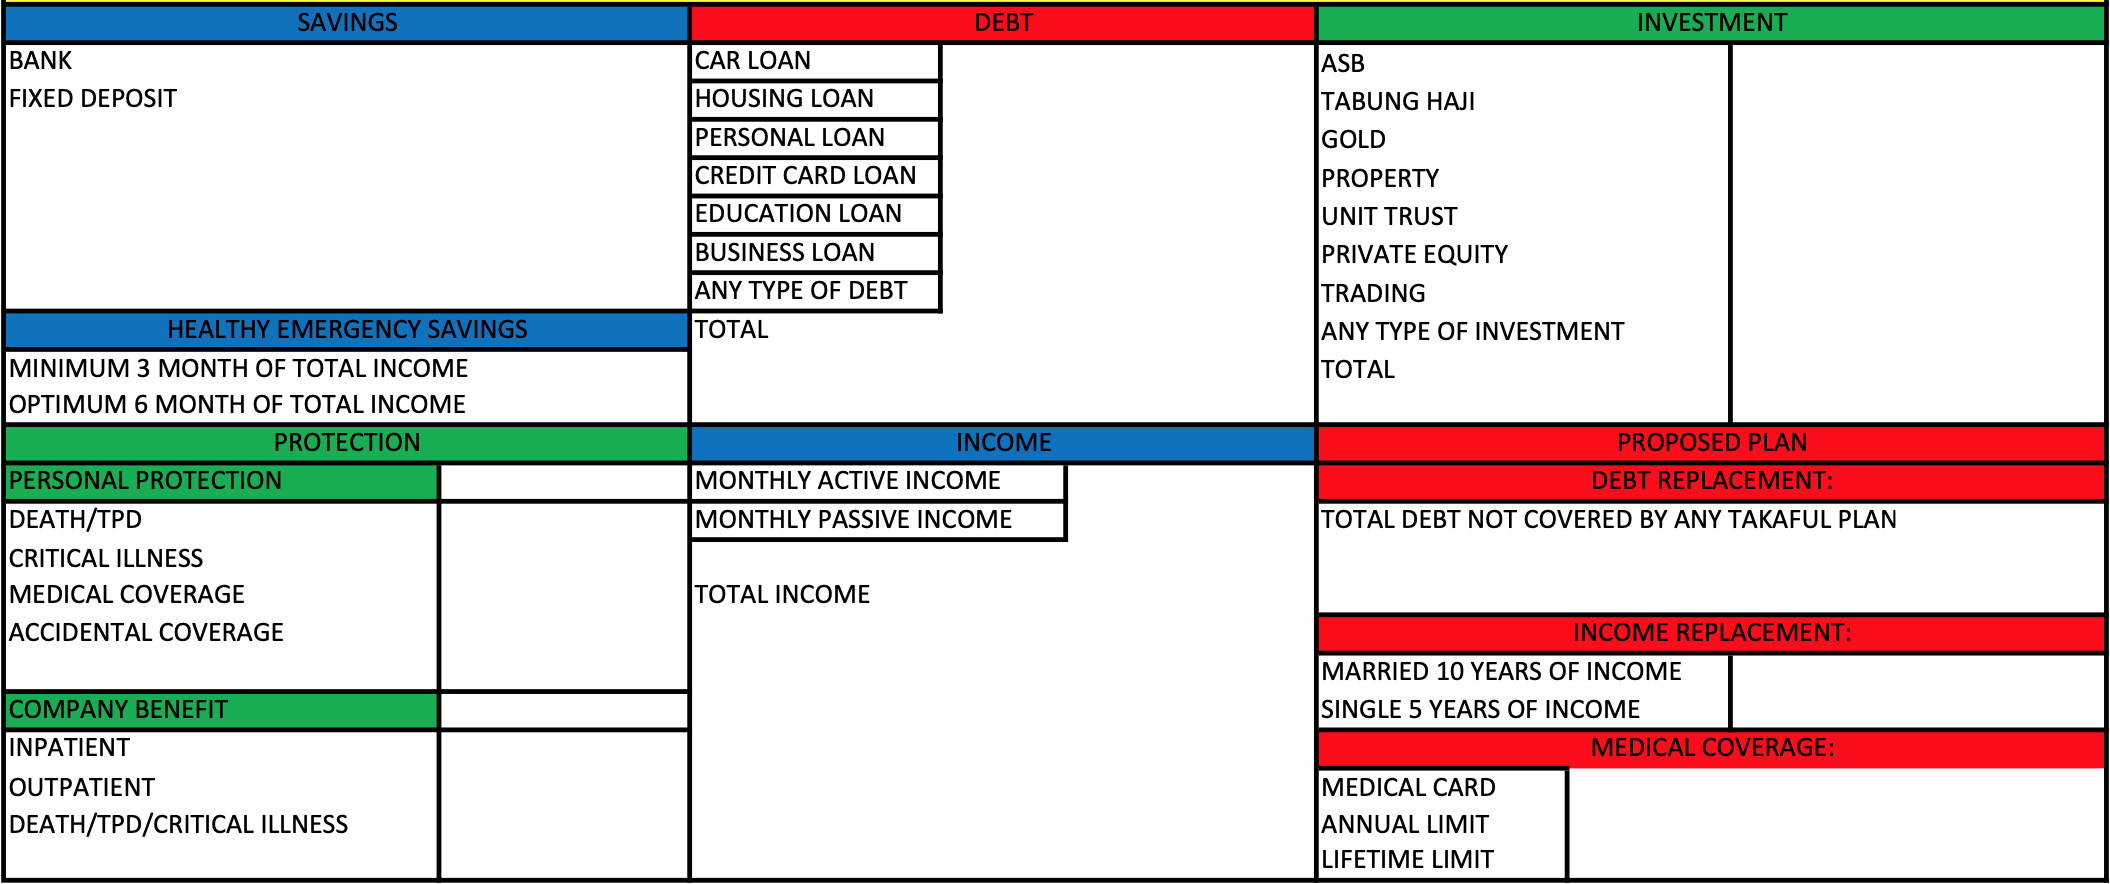 SAVINGS
BANK
FIXED DEPOSIT
HEALTHY EMERGENCY SAVINGS
MINIMUM 3 MONTH OF TOTAL INCOME
OPTIMUM 6 MONTH OF TOTAL INCOME
DEBT
CAR LOAN
HOUSING LOAN
PERSONAL LOAN
CREDIT CARD LOAN
EDUCATION LOAN
BUSINESS LOAN
ANY TYPE OF DEBT
TOTAL
INVESTMENT
ASB
TABUNG HAJI
GOLD
PROPERTY
UNIT TRUST
PRIVATE EQUITY
TRADING
ANY TYPE OF INVESTMENT
TOTAL
PROTECTION
PERSONAL PROTECTION
DEATH/TPD
CRITICAL ILLNESS
MEDICAL COVERAGE
ACCIDENTAL COVERAGE
COMPANY BENEFIT
INPATIENT
OUTPATIENT
DEATH/TPD/CRITICAL ILLNESS
INCOME
MONTHLY ACTIVE INCOME
MONTHLY PASSIVE INCOME
TOTAL INCOME
PROPOSED PLAN
DEBT REPLACEMENT:
TOTAL DEBT NOT COVERED BY ANY TAKAFUL PLAN
INCOME REPLACEMENT:
MARRIED 10 YEARS OF INCOME
SINGLE 5 YEARS OF INCOME
MEDICAL COVERAGE:
MEDICAL CARD
ANNUAL LIMIT
LIFETIME LIMIT